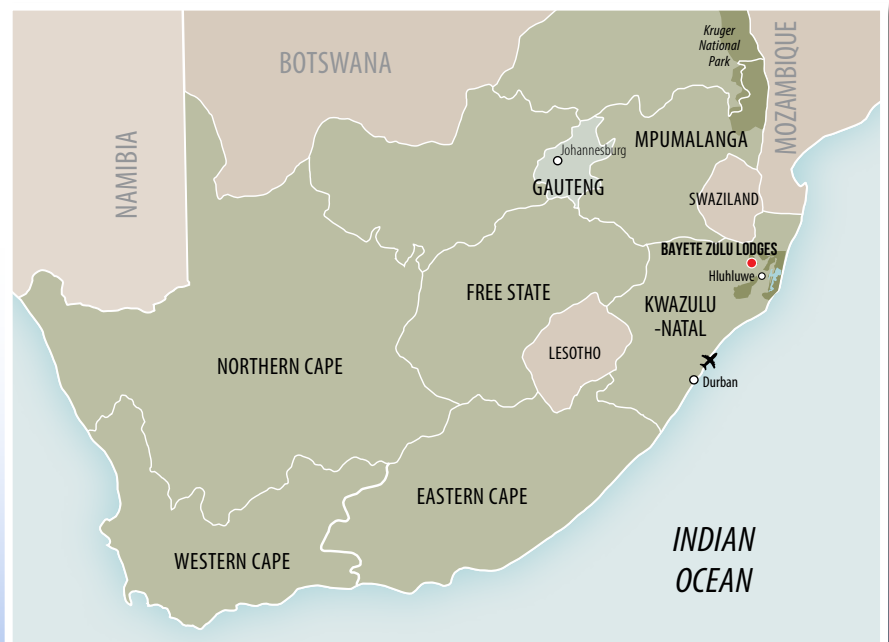 Kruger
National
Park
BOTSWANA
MOZAMBIQUE
MPUMALANGA
Johannesburg
NAMIBIA
GAUTENG
SWAZILAND
BAYETE ZULU LODGES
Hluhluwe
FREE STATE
KWAZULU
-NATAL
LESOTHO
NORTHERN CAPE
Durban
EASTERN CAPE
INDIAN
OCEAN
WESTERN CAPE